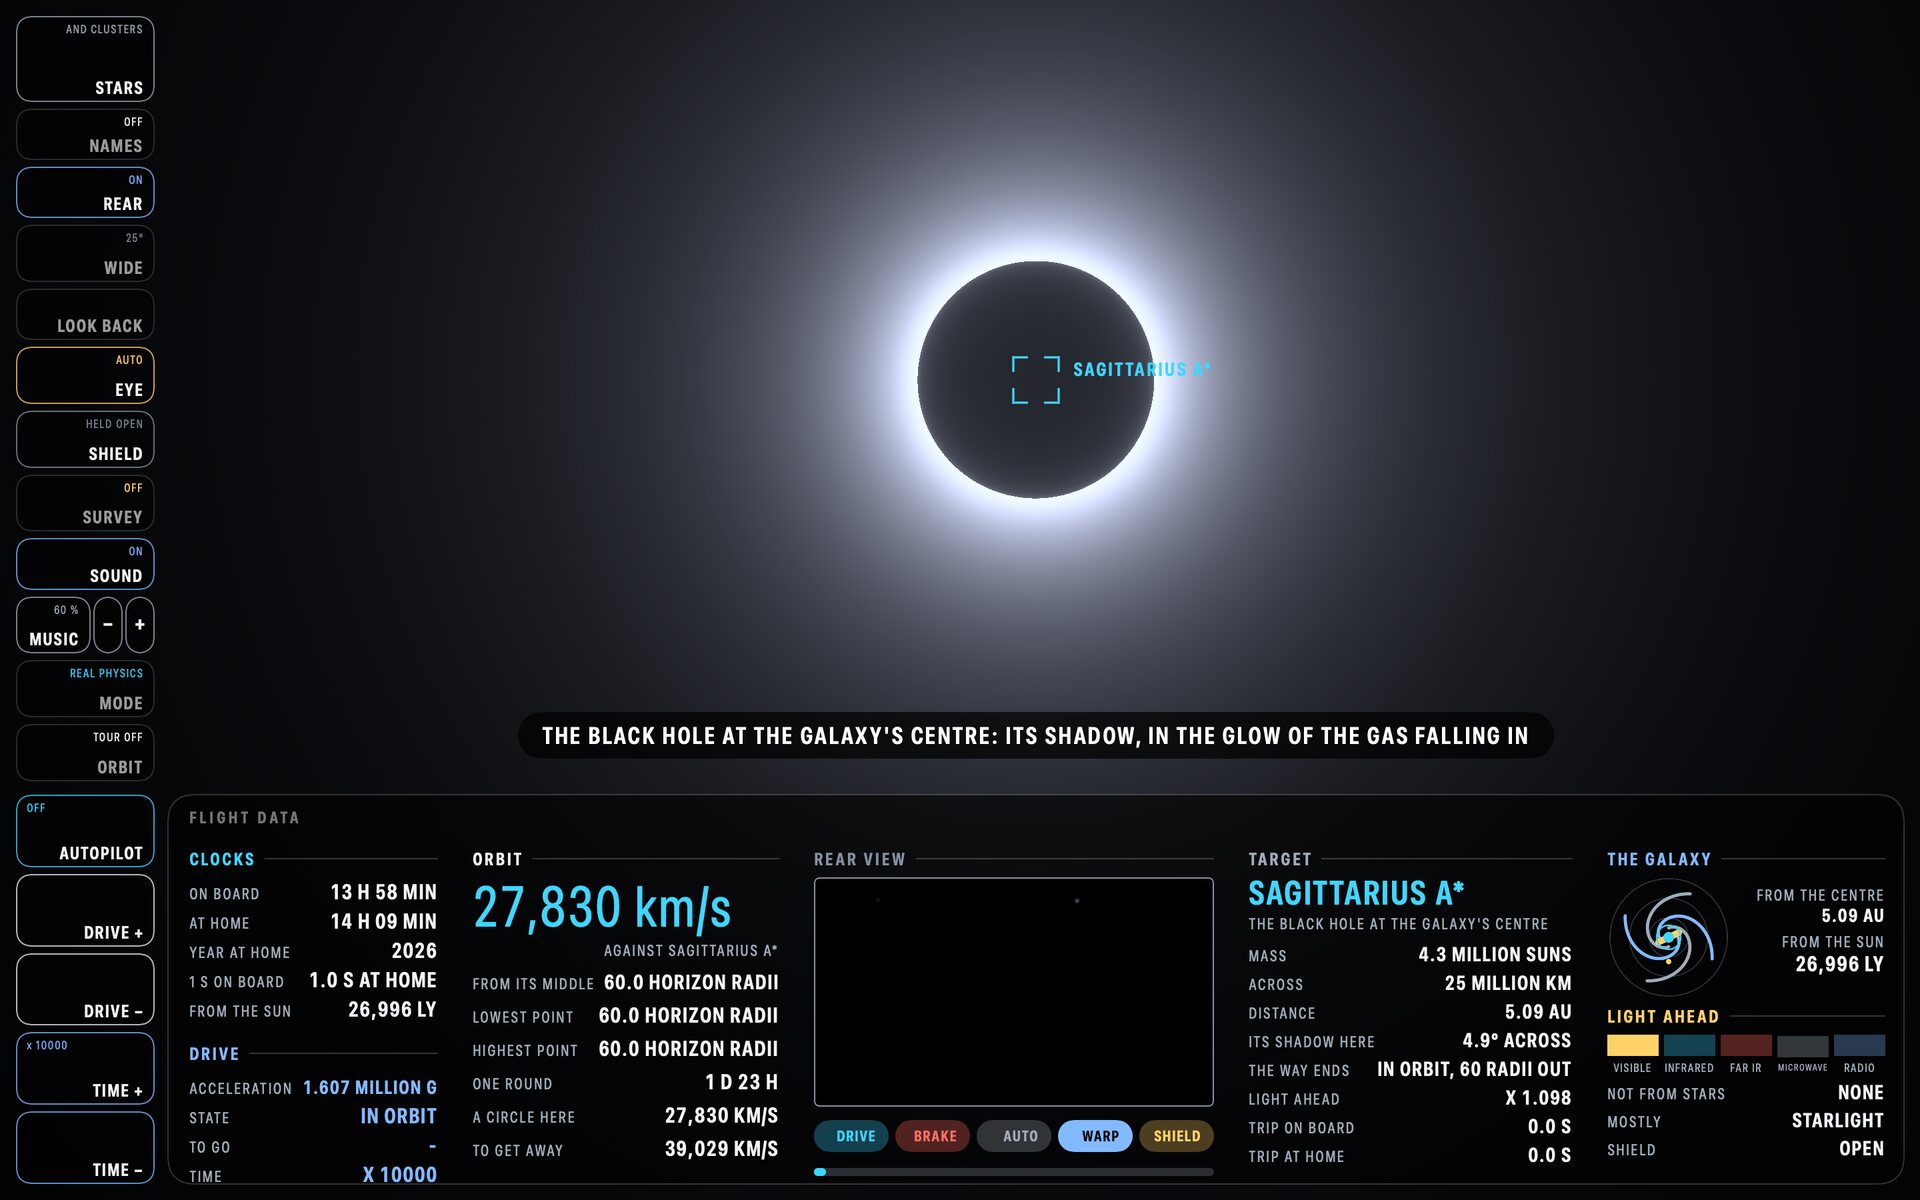 AND CLUSTERS
STARS
OFF
NAMES
ON
REAR
25°
WIDE
LOOK BACK
AUTO
EYE
HELD OPEN
SHIELD
OFF
SURVEY
ON
SOUND
60 %
MUSIC
−
+
REAL PHYSICS
MODE
TOUR OFF
ORBIT
OFF
AUTOPILOT
DRIVE +
DRIVE −
x 10000
TIME +
TIME −
SAGITTARIUS A*
THE BLACK HOLE AT THE GALAXY'S CENTRE: ITS SHADOW, IN THE GLOW OF THE GAS FALLING IN
FLIGHT DATA
CLOCKS
ON BOARD 13 H 58 MIN
AT HOME 14 H 09 MIN
YEAR AT HOME 2026
1 S ON BOARD 1.0 S AT HOME
FROM THE SUN 26,996 LY
DRIVE
ACCELERATION 1.607 MILLION G
STATE IN ORBIT
TO GO -
TIME X 10000
ORBIT
27,830 km/s
AGAINST SAGITTARIUS A*
FROM ITS MIDDLE 60.0 HORIZON RADII
LOWEST POINT 60.0 HORIZON RADII
HIGHEST POINT 60.0 HORIZON RADII
ONE ROUND 1 D 23 H
A CIRCLE HERE 27,830 KM/S
TO GET AWAY 39,029 KM/S
REAR VIEW
DRIVE BRAKE AUTO WARP SHIELD
TARGET
SAGITTARIUS A*
THE BLACK HOLE AT THE GALAXY'S CENTRE
MASS 4.3 MILLION SUNS
ACROSS 25 MILLION KM
DISTANCE 5.09 AU
ITS SHADOW HERE 4.9° ACROSS
THE WAY ENDS IN ORBIT, 60 RADII OUT
LIGHT AHEAD X 1.098
TRIP ON BOARD 0.0 S
TRIP AT HOME 0.0 S
THE GALAXY
FROM THE CENTRE
5.09 AU
FROM THE SUN
26,996 LY
LIGHT AHEAD
VISIBLE INFRARED FAR IR MICROWAVE RADIO
NOT FROM STARS NONE
MOSTLY STARLIGHT
SHIELD OPEN